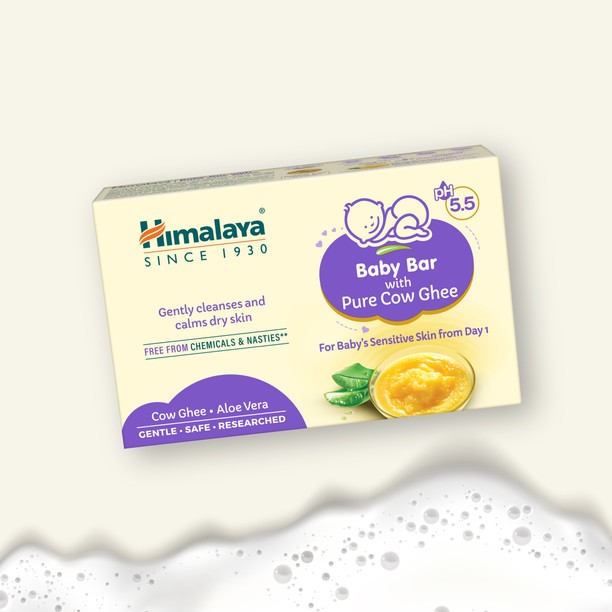 Himalaya®
SINCE 1930
Gently cleanses and
calms dry skin
FREE FROM CHEMICALS & NASTIES**
Cow Ghee • Aloe Vera
GENTLE • SAFE • RESEARCHED
pH
5.5
Baby Bar
with
Pure Cow Ghee
For Baby's Sensitive Skin from Day 1